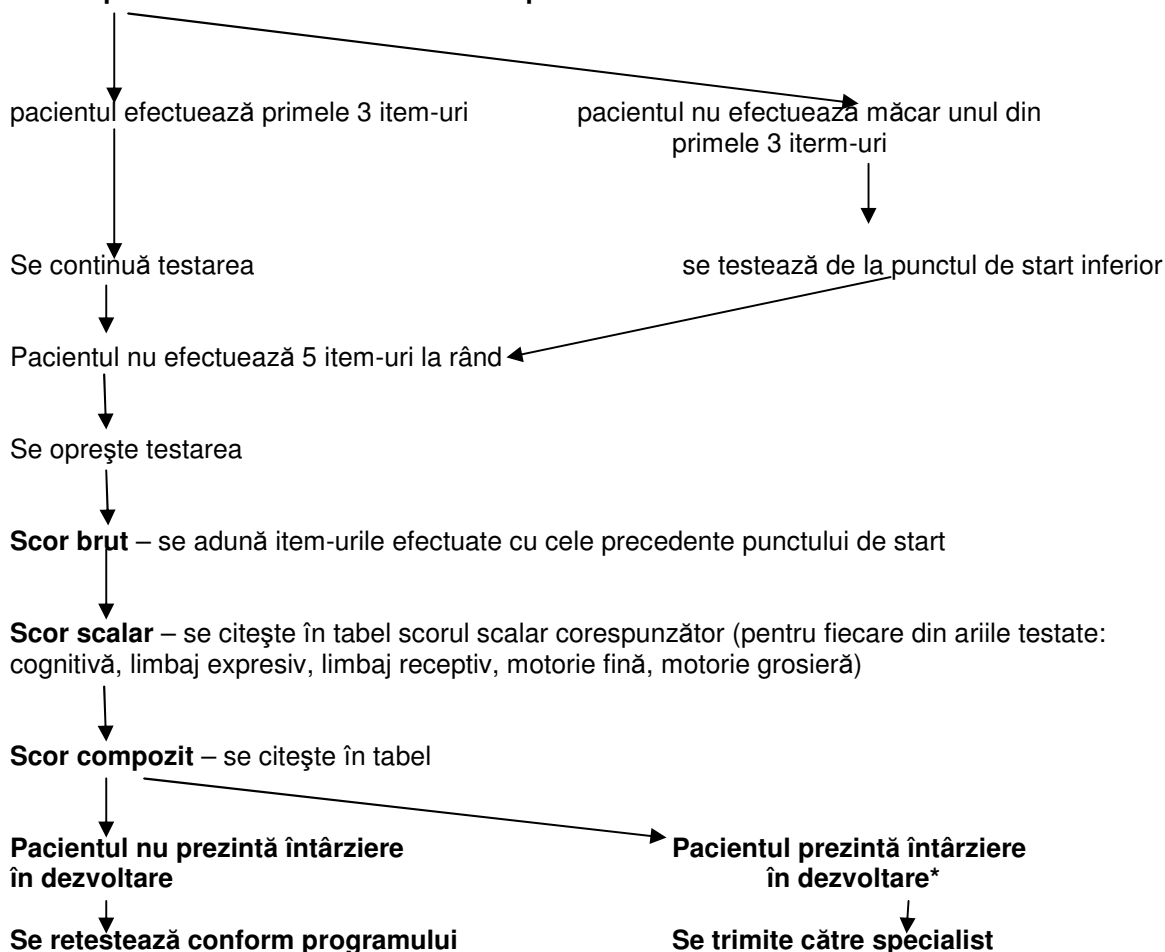 pacientul efectuează primele 3 item-uri
pacientul nu efectuează măcar unul din
primele 3 iterm-uri
Se continuă testarea
se testează de la punctul de start inferior
Pacientul nu efectuează 5 item-uri la rând
Se opreşte testarea
Scor brut – se adună item-urile efectuate cu cele precedente punctului de start
Scor scalar – se citeşte în tabel scorul scalar corespunzător (pentru fiecare din ariile testate:
cognitivă, limbaj expresiv, limbaj receptiv, motorie fină, motorie grosieră)
Scor compozit – se citeşte în tabel
Pacientul nu prezintă întârziere
în dezvoltare
Pacientul prezintă întârziere
în dezvoltare*
Se retestează conform programului
Se trimite către specialist